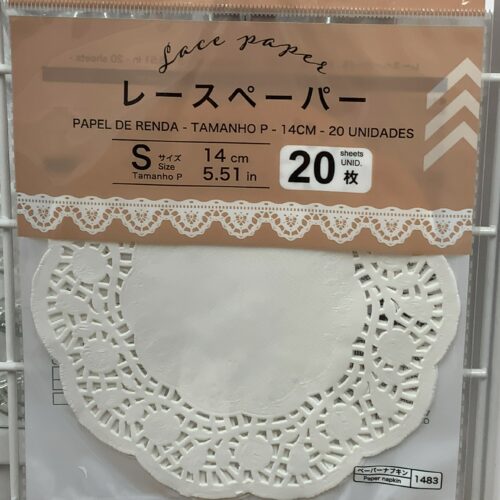 Lace paper
レースペーパー
PAPEL DE RENDA - TAMANHO P - 14CM - 20 UNIDADES
S サイズ Size Tamanho P
14 cm
5.51 in
20 sheets UNID. 枚
ペーパーナプキン
Paper napkin
1483